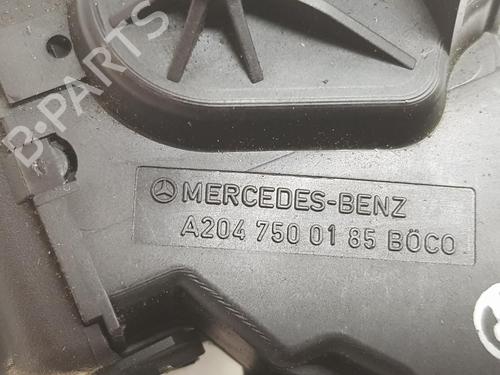 B-PARTS
MERCEDES-BENZ
A204 750 01 85 BÖCO